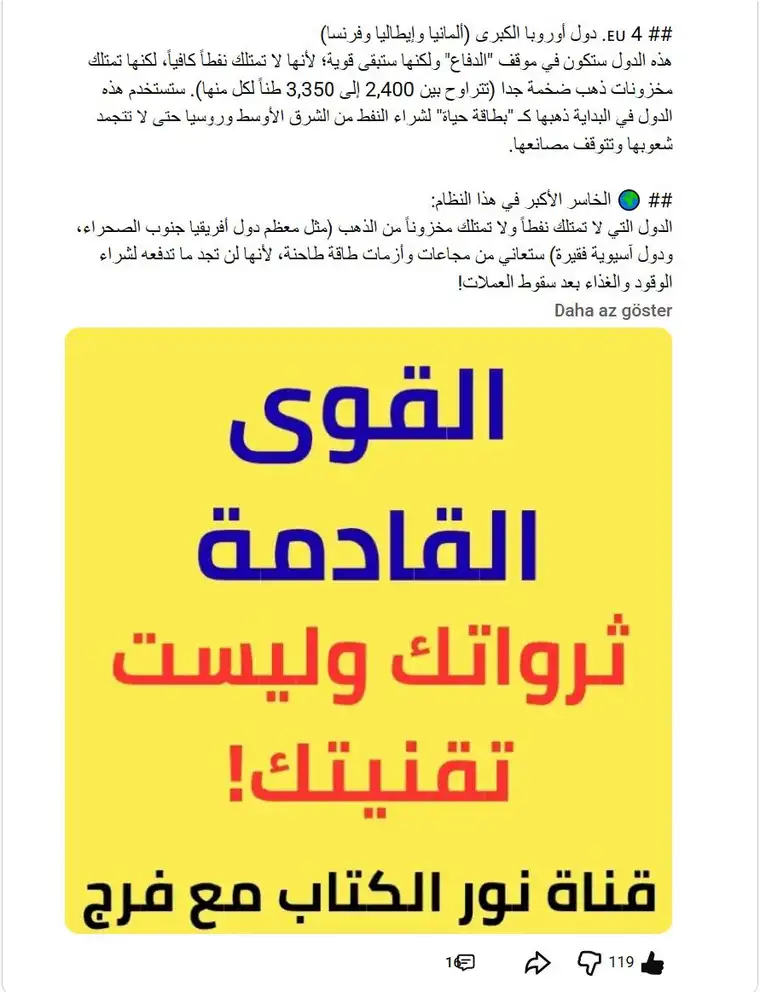 ## EU 4. دول أوروبا الكبرى (ألمانيا وإيطاليا وفرنسا)
هذه الدول ستكون في موقف "الدفاع" ولكنها ستبقى قوية؛ لأنها لا تمتلك نفطاً كافياً، لكنها تمتلك
مخزونات ذهب ضخمة جدا (تتراوح بين 2,400 إلى 3,350 طناً لكل منها). ستستخدم هذه
الدول في البداية ذهبها كـ "بطاقة حياة" لشراء النفط من الشرق الأوسط وروسيا حتى لا تتجمد
شعوبها وتتوقف مصانعها.
## 🌍 الخاسر الأكبر في هذا النظام:
الدول التي لا تمتلك نفطاً ولا تمتلك مخزوناً من الذهب (مثل معظم دول أفريقيا جنوب الصحراء،
ودول آسيوية فقيرة) ستعاني من مجاعات وأزمات طاقة طاحنة، لأنها لن تجد ما تدفعه لشراء
الوقود والغذاء بعد سقوط العملات!
Daha az göster
القوى
القادمة
ثرواتك وليست
تقنيتك!
قناة نور الكتاب مع فرج
119
16